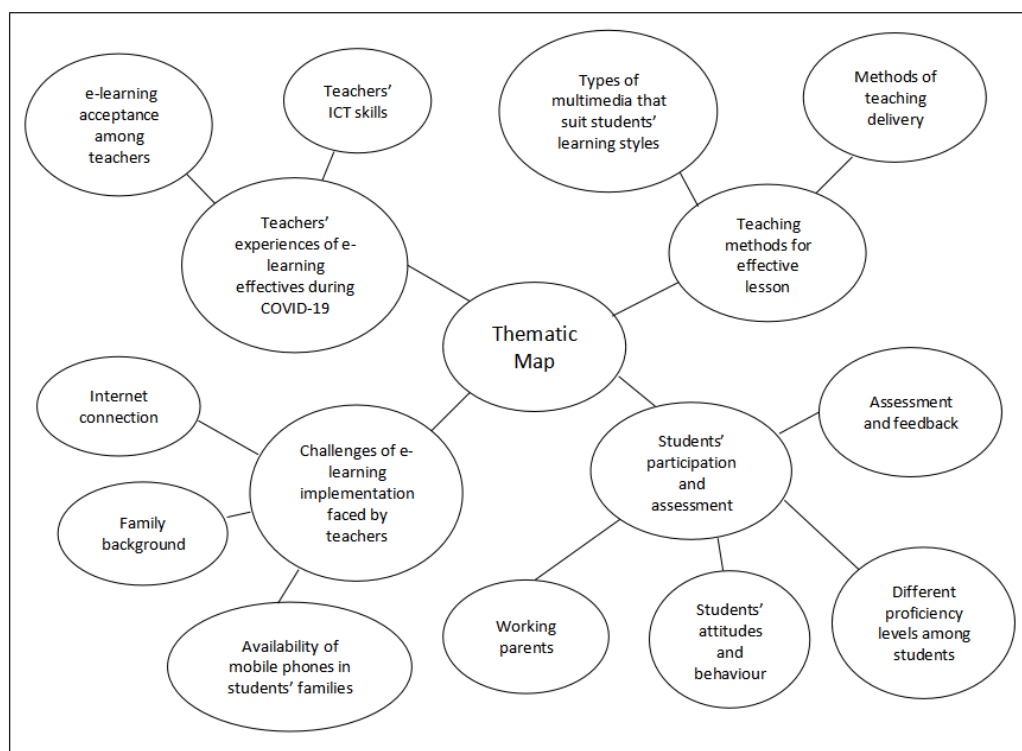 e-learning
acceptance
among
teachers
Teachers'
ICT skills
Types of
multimedia that
suit students'
learning styles
Methods of
teaching
delivery
Teachers'
experiences of e-
learning
effectives during
COVID-19
Teaching
methods for
effective
lesson
Thematic
Map
Internet
connection
Challenges of e-
learning
implementation
faced by
teachers
Family
background
Availability of
mobile phones in
students' families
Students'
participation
and
assessment
Assessment
and feedback
Working
parents
Students'
attitudes
and
behaviour
Different
proficiency
levels among
students